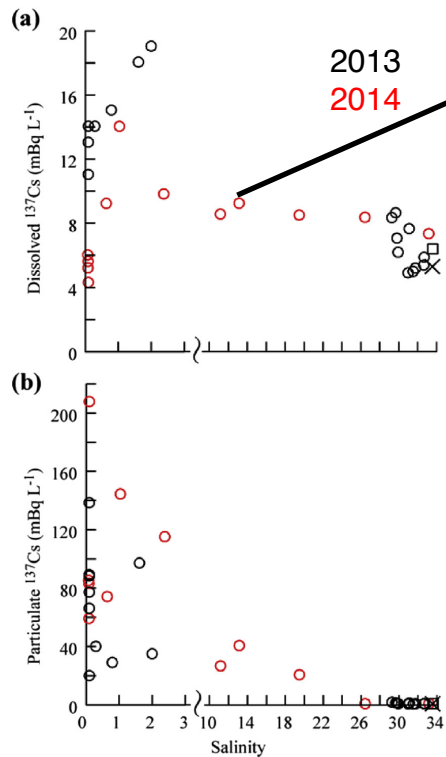 (a)
20
16
12
8
4
0
Dissolved ¹³⁷Cs (mBq L⁻¹)
2013
2014
(b)
200
160
120
80
40
0
Particulate ¹³⁷Cs (mBq L⁻¹)
0 1 2 3 10 14 18 22 26 30 34
Salinity